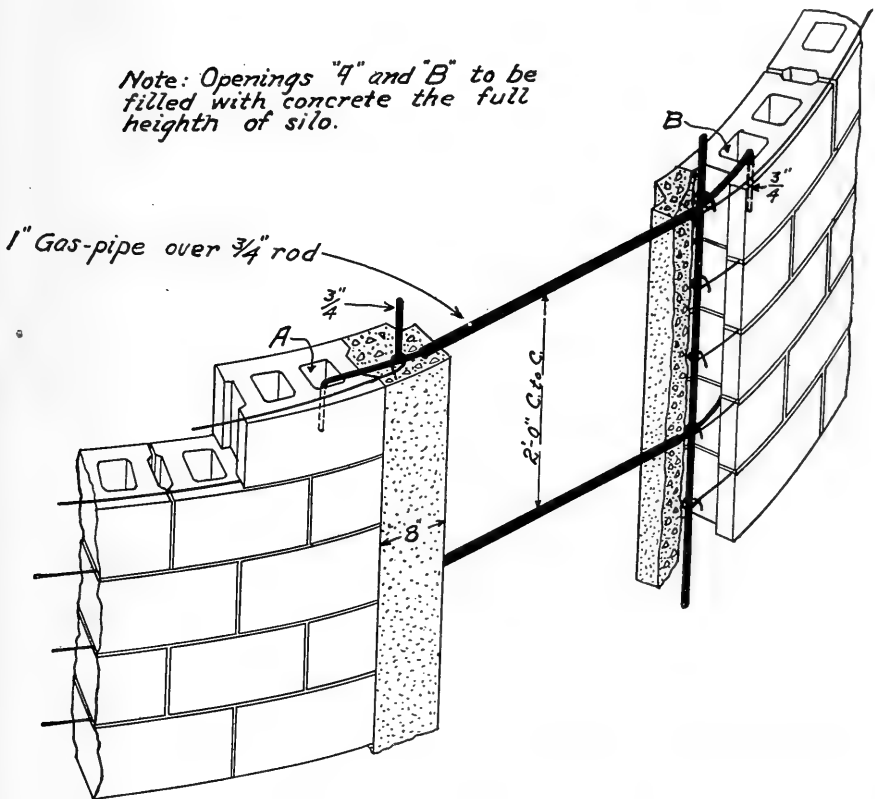 Note: Openings "A" and "B" to be
filled with concrete the full
heighth of silo.
B
3/4"
1" Gas-pipe over 3/4" rod
3/4"
A
2'-0" C. to C.
8"